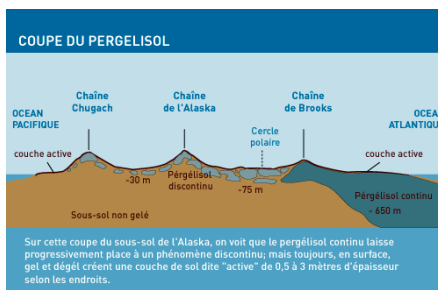 COUPE DU PERGELISOL
Chaîne
Chugach
Chaîne
de l'Alaska
Chaîne
de Brooks
OCEAN
PACIFIQUE
Cercle
polaire
OCEA
ATLANTIQU
couche active
couche active
-30 m
Pérgélisol
discontinu
-75 m
Pérgélisol continu
- 650 m
Sous-sol non gelé
Sur cette coupe du sous-sol de l'Alaska, on voit que le pergélisol continu laisse
progressivement place à un phénomène discontinu; mais toujours, en surface,
gel et dégél créent une couche de sol dite "active" de 0,5 à 3 mètres d'épaisseur
selon les endroits.